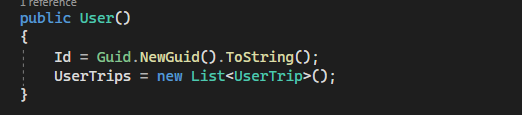 1 reference
public User()
{
Id = Guid.NewGuid().ToString();
UserTrips = new List<UserTrip>();
}